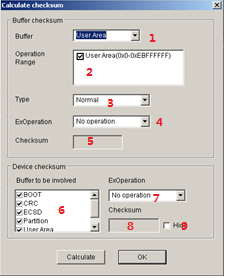 Calculate checksum
Buffer checksum
Buffer User Area 1
Operation Range User Area(0x0-0xEBFFFFFF)
2
Type Normal 3
ExOperation No operation 4
Checksum 5
Device checksum
Buffer to be involved ExOperation
BOOT No operation
CRC 7
ECSD Checksum
Partition 6
User Area 8 9
Calculate OK